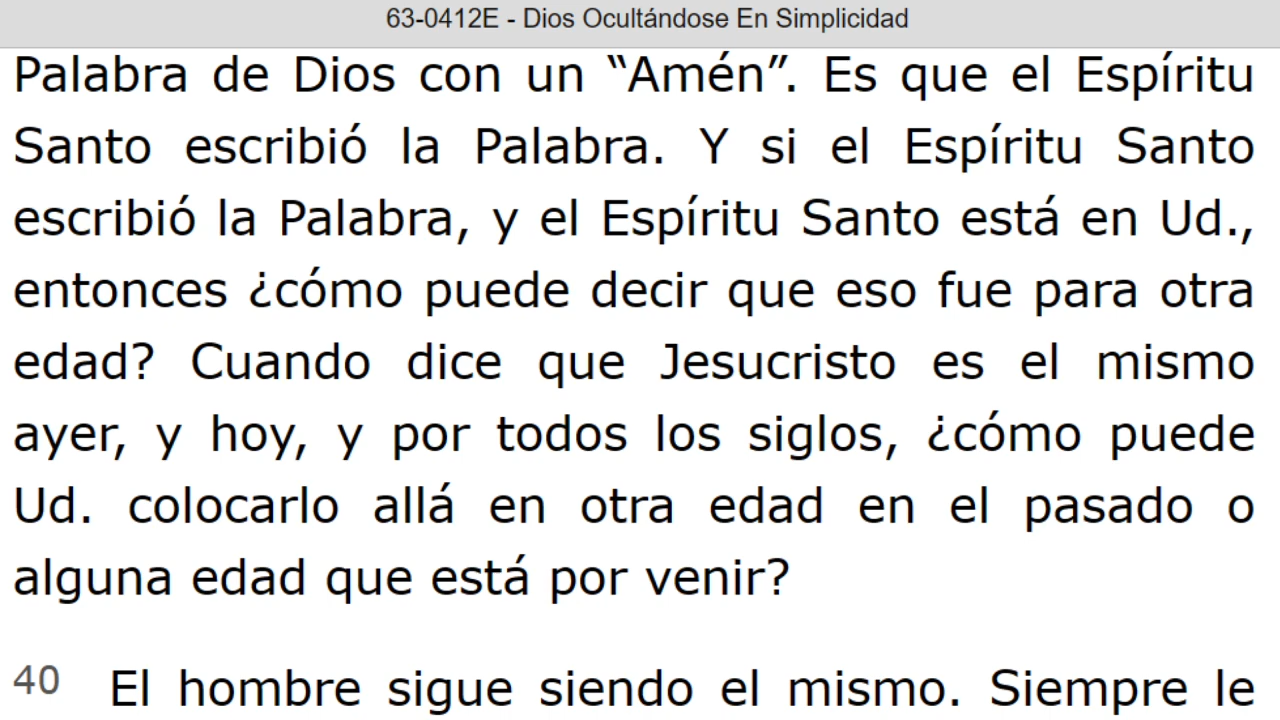 63-0412E - Dios Ocultándose En Simplicidad
Palabra de Dios con un “Amén”. Es que el Espíritu
Santo escribió la Palabra. Y si el Espíritu Santo
escribió la Palabra, y el Espíritu Santo está en Ud.,
entonces ¿cómo puede decir que eso fue para otra
edad? Cuando dice que Jesucristo es el mismo
ayer, y hoy, y por todos los siglos, ¿cómo puede
Ud. colocarlo allá en otra edad en el pasado o
alguna edad que está por venir?
40 El hombre sigue siendo el mismo. Siempre le